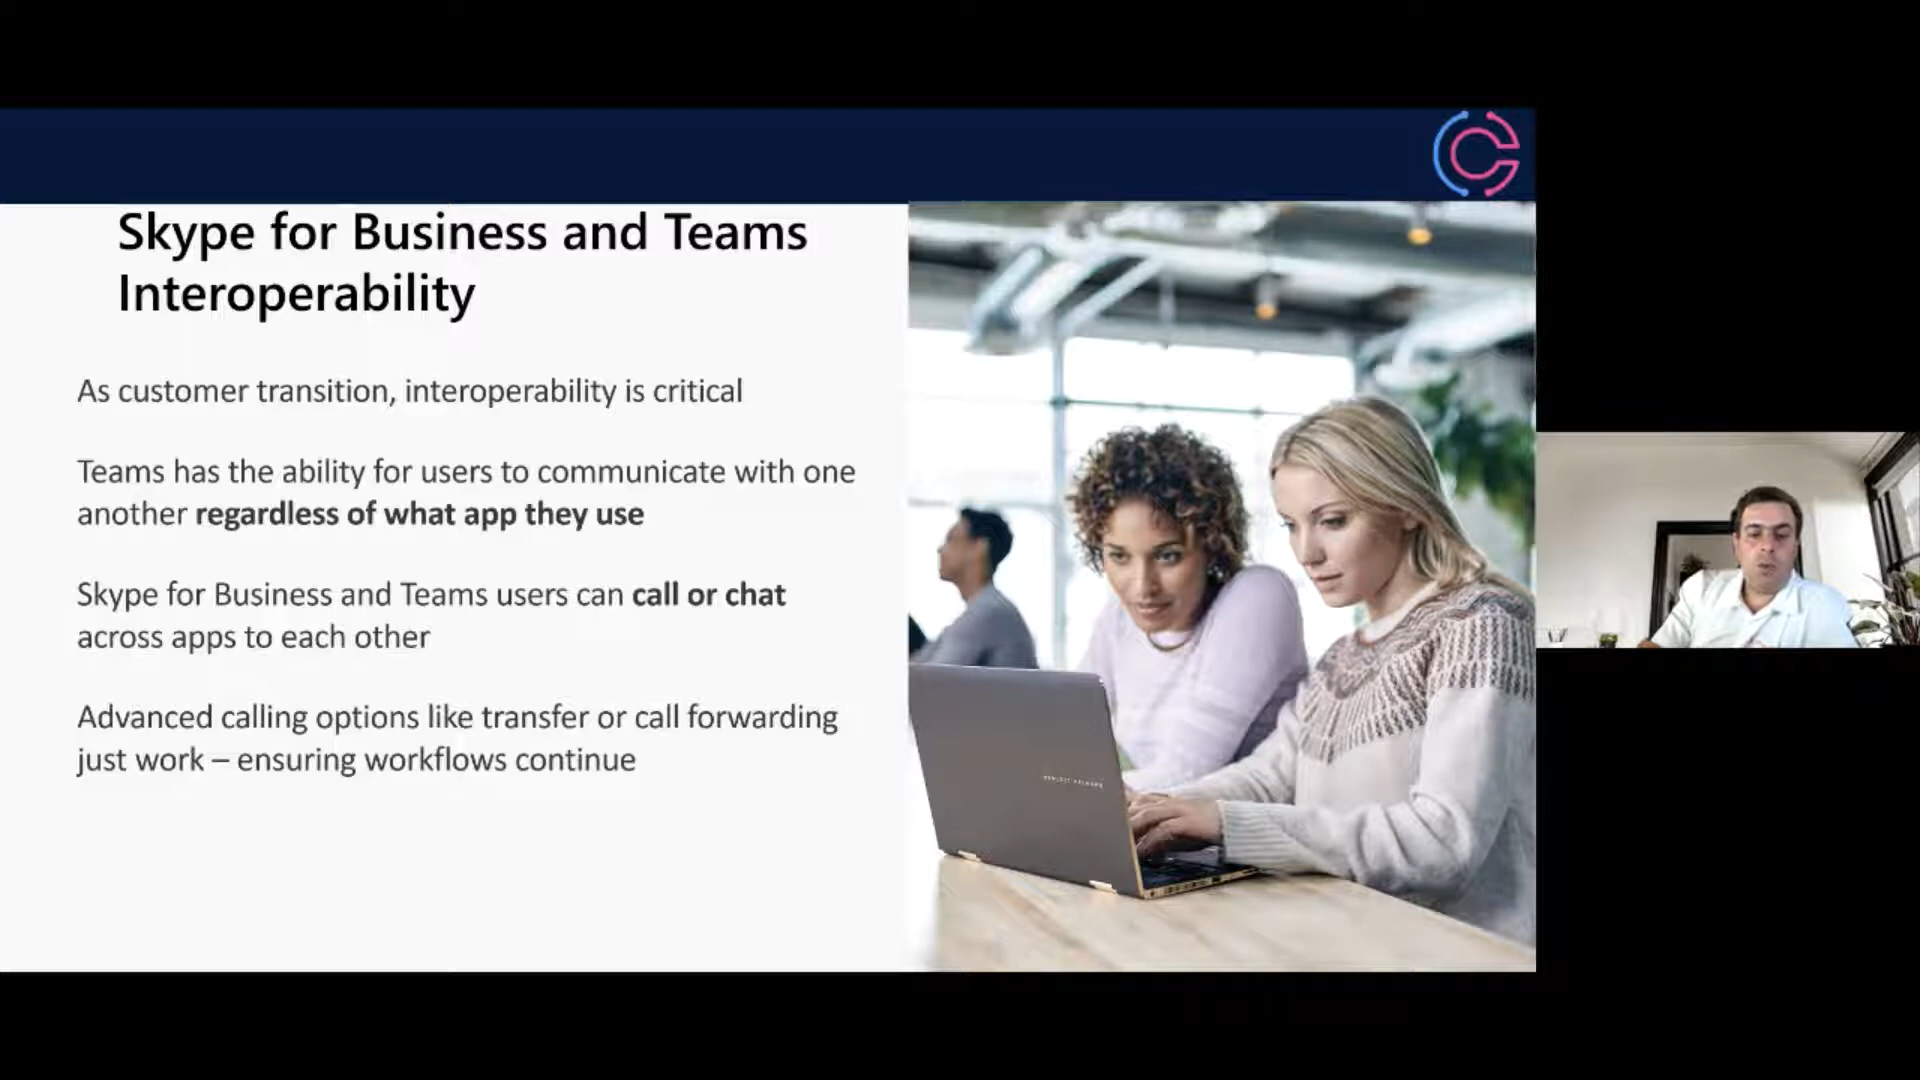 Skype for Business and Teams
Interoperability
As customer transition, interoperability is critical
Teams has the ability for users to communicate with one
another regardless of what app they use
Skype for Business and Teams users can call or chat
across apps to each other
Advanced calling options like transfer or call forwarding
just work – ensuring workflows continue